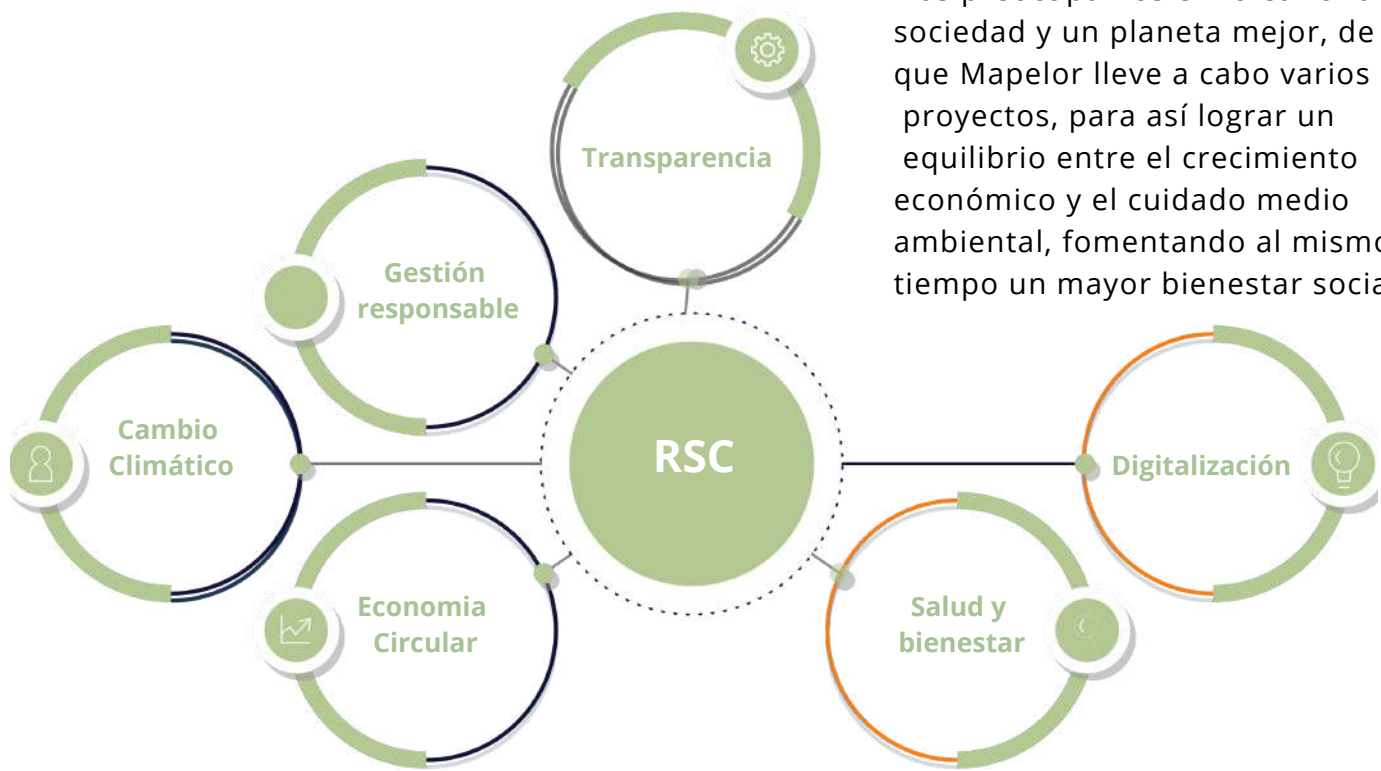 sociedad y un planeta mejor, de
que Mapelor lleve a cabo varios
proyectos, para así lograr un
equilibrio entre el crecimiento
económico y el cuidado medio
ambiental, fomentando al mismo
tiempo un mayor bienestar socia
Transparencia
Gestión
responsable
Cambio
Climático
RSC
Digitalización
Economia
Circular
Salud y
bienestar